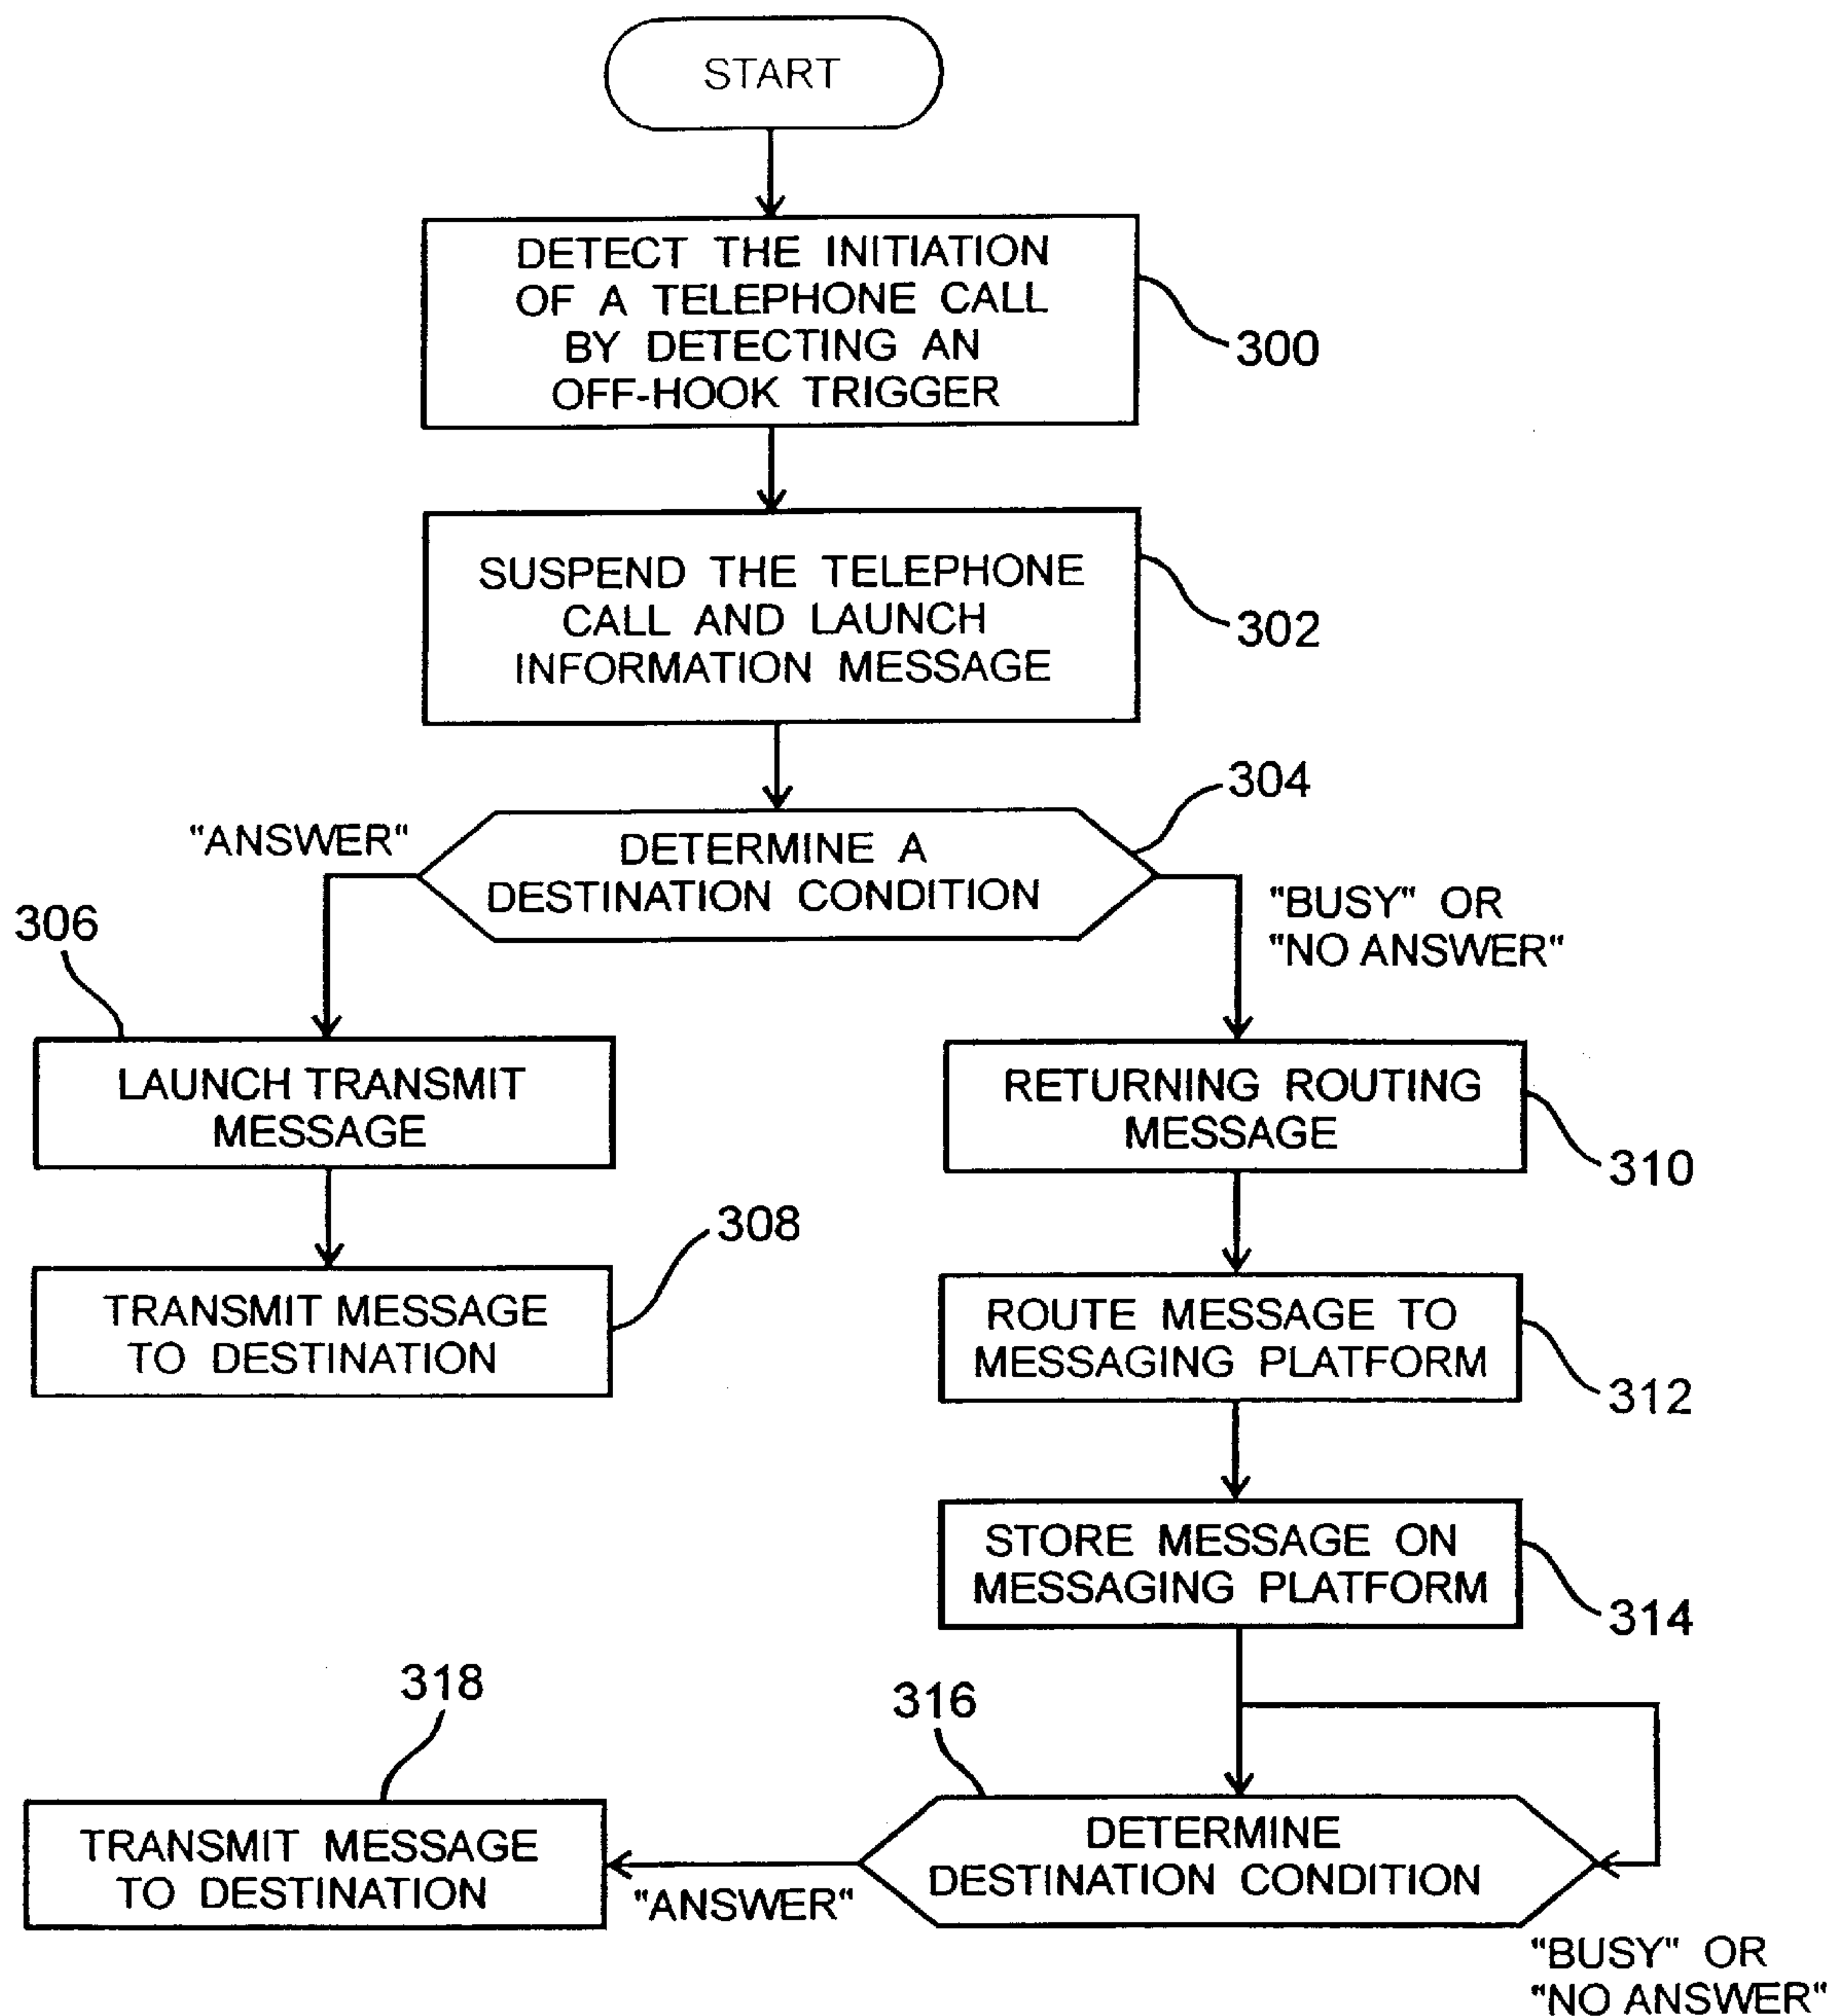 START
DETECT THE INITIATION
OF A TELEPHONE CALL
BY DETECTING AN
OFF-HOOK TRIGGER
300
SUSPEND THE TELEPHONE
CALL AND LAUNCH
INFORMATION MESSAGE
302
304
"ANSWER"
DETERMINE A
DESTINATION CONDITION
"BUSY" OR
"NO ANSWER"
306
LAUNCH TRANSMIT
MESSAGE
RETURNING ROUTING
MESSAGE
310
308
TRANSMIT MESSAGE
TO DESTINATION
ROUTE MESSAGE TO
MESSAGING PLATFORM
312
STORE MESSAGE ON
MESSAGING PLATFORM
314
318
316
TRANSMIT MESSAGE
TO DESTINATION
"ANSWER"
DETERMINE
DESTINATION CONDITION
"BUSY" OR
"NO ANSWER"